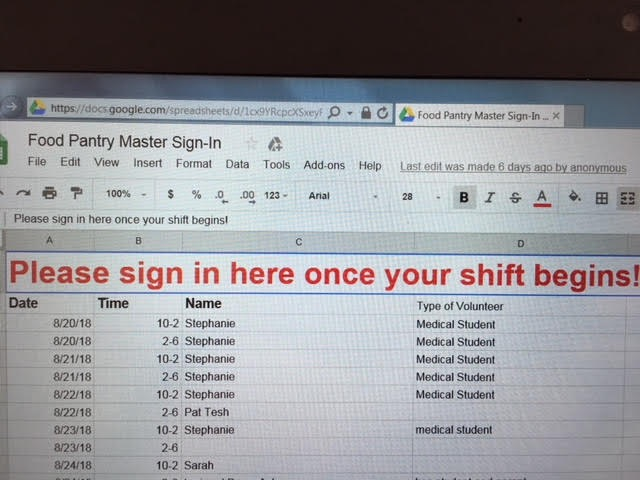 https://docs.google.com/spreadsheets/d/1cx9YRcpcXSxeyf
Food Pantry Master Sign-In ...
Food Pantry Master Sign-In
File Edit View Insert Format Data Tools Add-ons Help Last edit was made 6 days ago by anonymous
100% $ % .0 .00 123 Arial 28 B I S A
Please sign in here once your shift begins!
A B C D
Please sign in here once your shift begins!
Date Time Name Type of Volunteer
8/20/18 10-2 Stephanie Medical Student
8/20/18 2-6 Stephanie Medical Student
8/21/18 10-2 Stephanie Medical Student
8/21/18 2-6 Stephanie Medical Student
8/22/18 10-2 Stephanie Medical Student
8/22/18 2-6 Pat Tesh
8/23/18 10-2 Stephanie medical student
8/23/18 2-6
8/24/18 10-2 Sarah